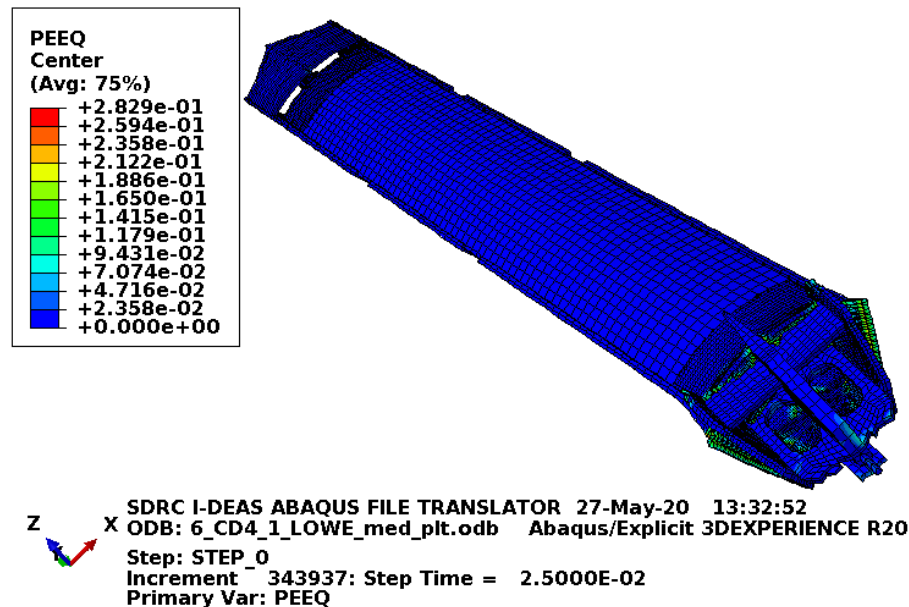 PEEQ
Center
(Avg: 75%)
+2.829e-01
+2.594e-01
+2.358e-01
+2.122e-01
+1.886e-01
+1.650e-01
+1.415e-01
+1.179e-01
+9.431e-02
+7.074e-02
+4.716e-02
+2.358e-02
+0.000e+00
SDRC I-DEAS ABAQUS FILE TRANSLATOR 27-May-20 13:32:52
Z X ODB: 6_CD4_1_LOWE_med_plt.odb Abaqus/Explicit 3DEXPERIENCE R20
Step: STEP_0
Increment 343937: Step Time = 2.5000E-02
Primary Var: PEEQ